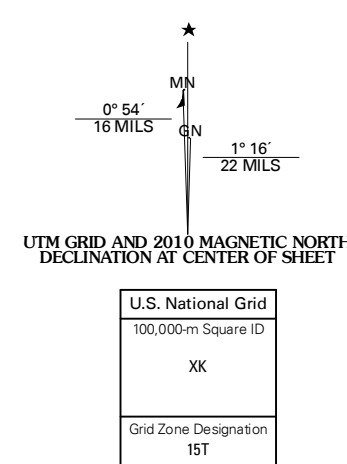 ★
MN
0° 54´
16 MILS
GN
1° 16´
22 MILS
UTM GRID AND 2010 MAGNETIC NORTH
DECLINATION AT CENTER OF SHEET
U.S. National Grid
100,000-m Square ID
XK
Grid Zone Designation
15T